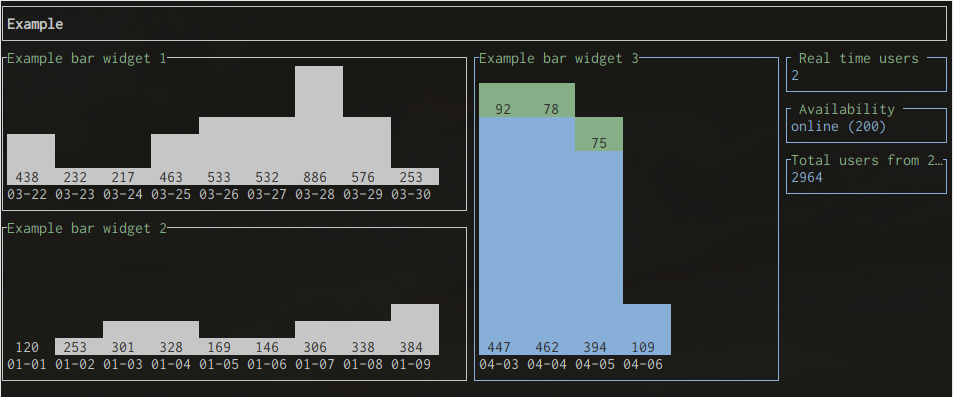 Example
Example bar widget 1
438 232 217 463 533 532 886 576 253
03-22 03-23 03-24 03-25 03-26 03-27 03-28 03-29 03-30
Example bar widget 2
120 253 301 328 169 146 306 338 384
01-01 01-02 01-03 01-04 01-05 01-06 01-07 01-08 01-09
Example bar widget 3
92 78
75
447 462 394 109
04-03 04-04 04-05 04-06
Real time users
2
Availability
online (200)
Total users from 2…
2964